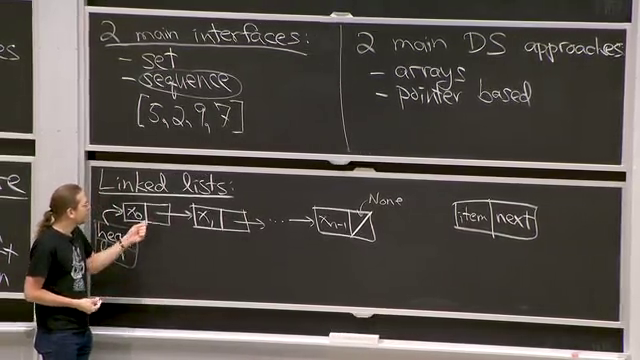 2 main interfaces:
- set
- sequence
[5,2,9,7]
2 main DS approaches
- arrays
- pointer based
Linked lists:
x0 x1 ... xn-1 None
item next
head